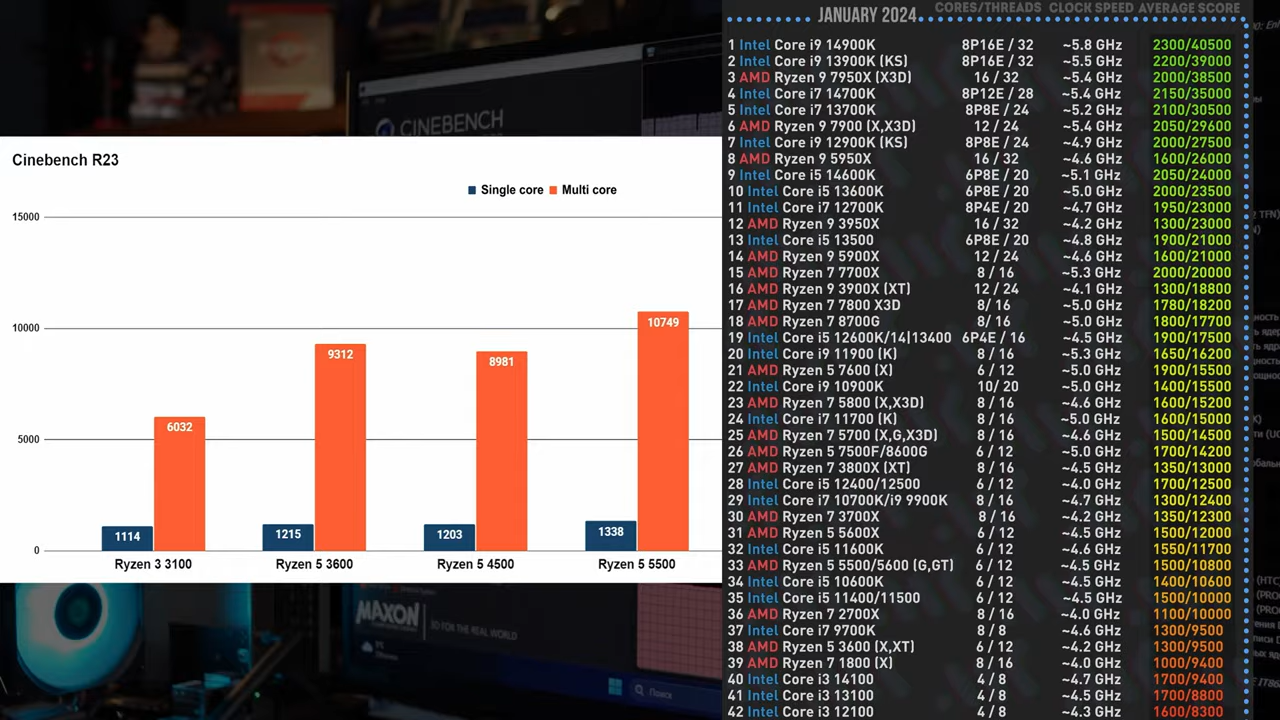 CINEBENCH
Cinebench R23
Single core Multi core
15000
10000
5000
0
1114 6032
1215 9312
1203 8981
1338 10749
Ryzen 3 3100 Ryzen 5 3600 Ryzen 5 4500 Ryzen 5 5500
MAXON
3D FOR THE REAL WORLD
Поиск
JANUARY 2024 CORES/THREADS CLOCK SPEED AVERAGE SCORE
1 Intel Core i9 14900K 8P16E / 32 ~5.8 GHz 2300/40500
2 Intel Core i9 13900K (KS) 8P16E / 32 ~5.5 GHz 2200/39000
3 AMD Ryzen 9 7950X (X3D) 16 / 32 ~5.4 GHz 2000/38500
4 Intel Core i7 14700K 8P12E / 28 ~5.4 GHz 2150/35000
5 Intel Core i7 13700K 8P8E / 24 ~5.2 GHz 2100/30500
6 AMD Ryzen 9 7900 (X,X3D) 12 / 24 ~5.4 GHz 2050/29600
7 Intel Core i9 12900K (KS) 8P8E / 24 ~4.9 GHz 2000/27500
8 AMD Ryzen 9 5950X 16 / 32 ~4.6 GHz 1600/26000
9 Intel Core i5 14600K 6P8E / 20 ~5.1 GHz 2050/24000
10 Intel Core i5 13600K 6P8E / 20 ~5.0 GHz 2000/23500
11 Intel Core i7 12700K 8P4E / 20 ~4.7 GHz 1950/23000
12 AMD Ryzen 9 3950X 16 / 32 ~4.2 GHz 1300/23000
13 Intel Core i5 13500 6P8E / 20 ~4.8 GHz 1900/21000
14 AMD Ryzen 9 5900X 12 / 24 ~4.6 GHz 1600/21000
15 AMD Ryzen 7 7700X 8 / 16 ~5.3 GHz 2000/20000
16 AMD Ryzen 9 3900X (XT) 12 / 24 ~4.1 GHz 1300/18800
17 AMD Ryzen 7 7800 X3D 8/ 16 ~5.0 GHz 1780/18200
18 AMD Ryzen 7 8700G 8/ 16 ~5.0 GHz 1800/17700
19 Intel Core i5 12600K/14|13400 6P4E / 16 ~4.5 GHz 1900/17500
20 Intel Core i9 11900 (K) 8 / 16 ~5.3 GHz 1650/16200
21 AMD Ryzen 5 7600 (X) 6 / 12 ~5.0 GHz 1900/15500
22 Intel Core i9 10900K 10/ 20 ~5.0 GHz 1400/15500
23 AMD Ryzen 7 5800 (X,X3D) 8 / 16 ~4.6 GHz 1600/15200
24 Intel Core i7 11700 (K) 8 / 16 ~5.0 GHz 1600/15000
25 AMD Ryzen 7 5700 (X,G,X3D) 8 / 16 ~4.6 GHz 1500/14500
26 AMD Ryzen 5 7500F/8600G 6 / 12 ~5.0 GHz 1700/14200
27 AMD Ryzen 7 3800X (XT) 8 / 16 ~4.5 GHz 1350/13000
28 Intel Core i5 12400/12500 6 / 12 ~4.0 GHz 1700/12500
29 Intel Core i7 10700K/i9 9900K 8 / 16 ~4.7 GHz 1300/12400
30 AMD Ryzen 7 3700X 8 / 16 ~4.2 GHz 1350/12300
31 AMD Ryzen 5 5600X 6 / 12 ~4.5 GHz 1500/12000
32 Intel Core i5 11600K 6 / 12 ~4.6 GHz 1550/11700
33 AMD Ryzen 5 5500/5600 (G,GT) 6 / 12 ~4.5 GHz 1500/10800
34 Intel Core i5 10600K 6 / 12 ~4.5 GHz 1400/10600
35 Intel Core i5 11400/11500 6 / 12 ~4.5 GHz 1500/10000
36 AMD Ryzen 7 2700X 8 / 16 ~4.0 GHz 1100/10000
37 Intel Core i7 9700K 8 / 8 ~4.6 GHz 1300/9500
38 AMD Ryzen 5 3600 (X,XT) 6 / 12 ~4.2 GHz 1300/9500
39 AMD Ryzen 7 1800 (X) 8 / 16 ~4.0 GHz 1000/9400
40 Intel Core i3 14100 4 / 8 ~4.7 GHz 1700/9400
41 Intel Core i3 13100 4 / 8 ~4.5 GHz 1700/8800
42 Intel Core i3 12100 4 / 8 ~4.3 GHz 1600/8300